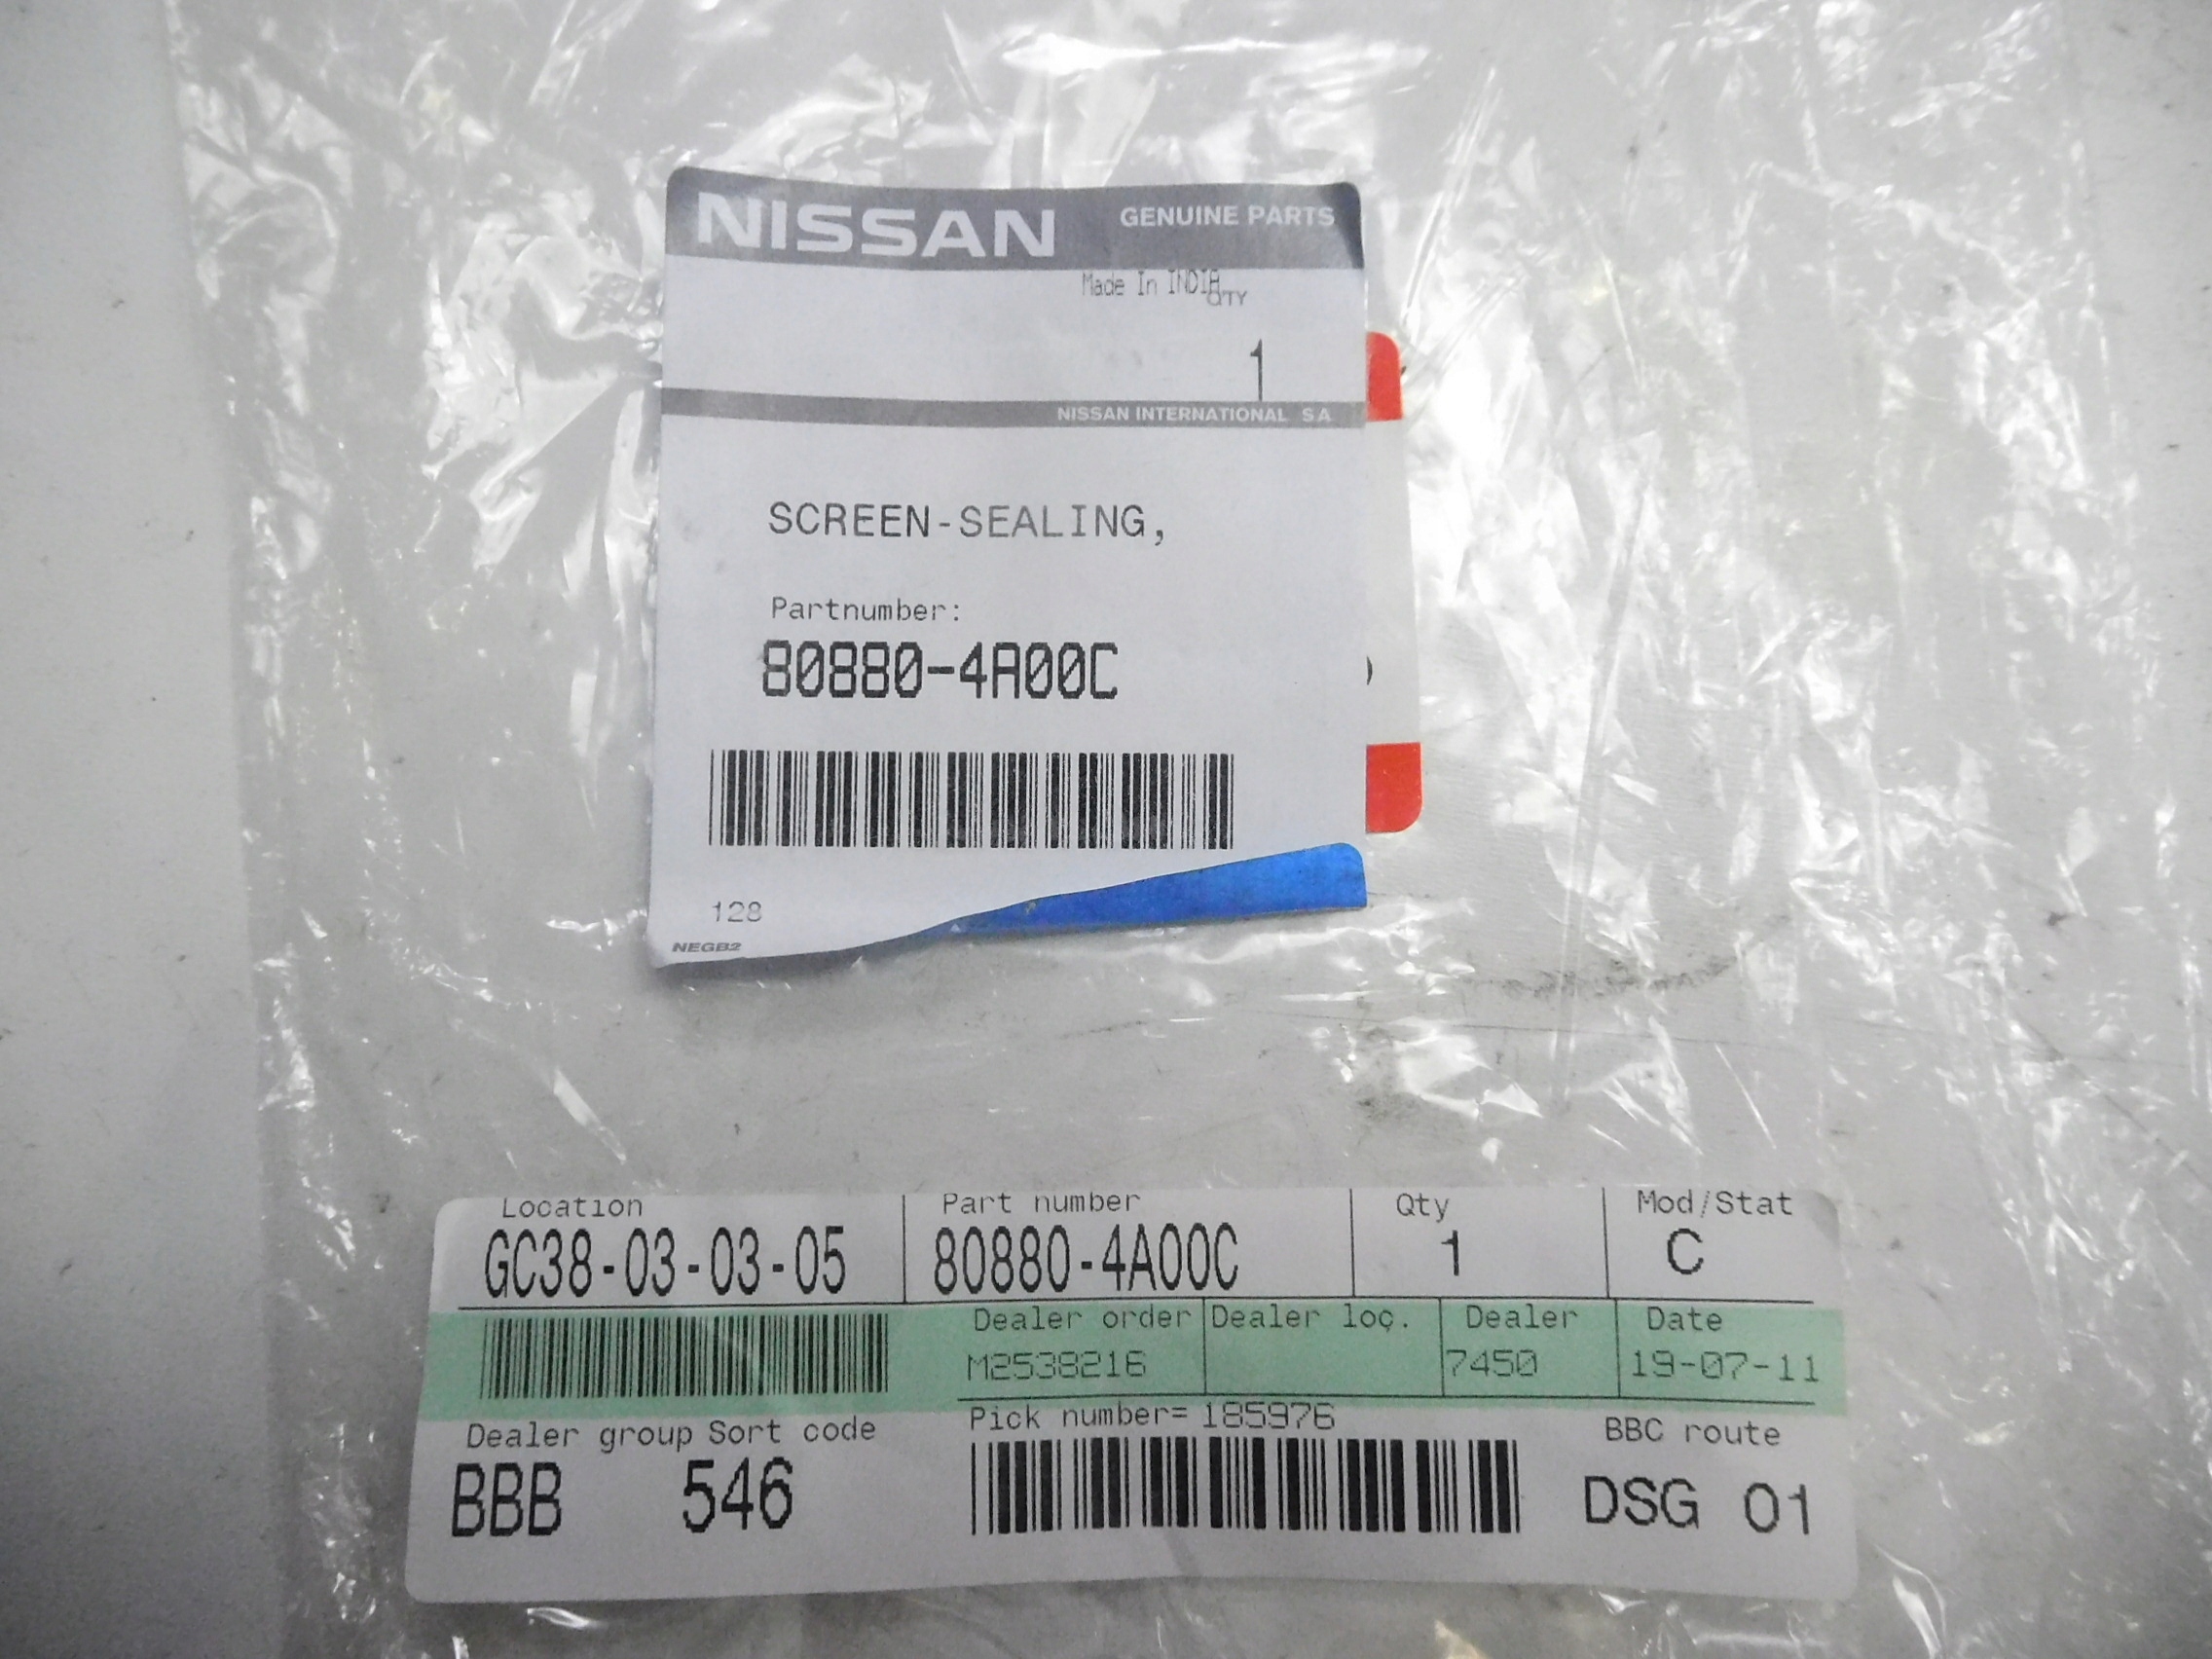 NISSAN GENUINE PARTS
Made In INDIA
QTY
1
NISSAN INTERNATIONAL SA
SCREEN-SEALING,
Partnumber:
80880-4A00C
128
NEGB2
Location Part number Qty Mod/Stat
GC38-03-03-05 80880-4A00C 1 C
Dealer order Dealer loc. Dealer Date
M2538216 7450 19-07-11
Pick number= 185976
Dealer group Sort code BBC route
BBB 546 DSG 01